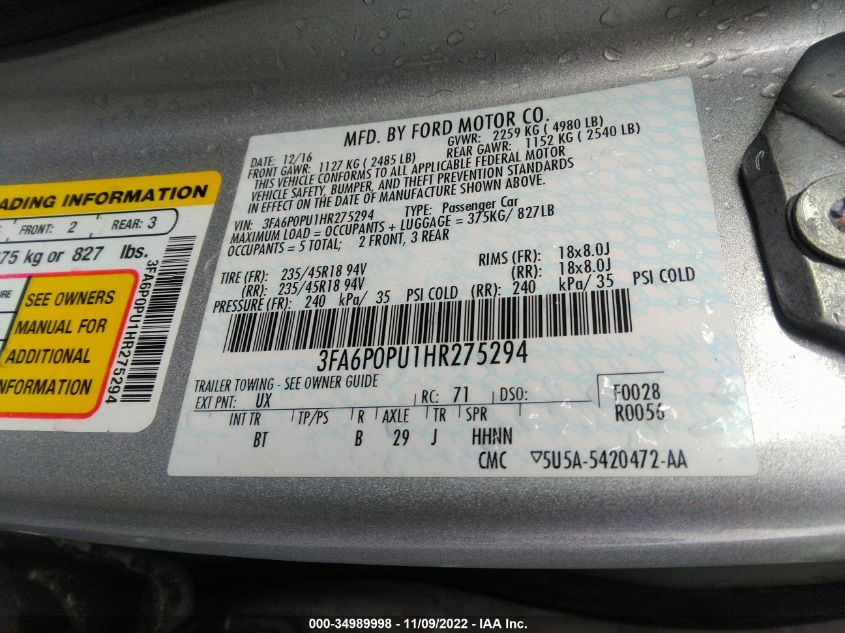 MFD. BY FORD MOTOR CO.
DATE: 12/16
GVWR: 2259 KG ( 4980 LB)
FRONT GAWR: 1127 KG ( 2485 LB)
REAR GAWR: 1152 KG ( 2540 LB)
THIS VEHICLE CONFORMS TO ALL APPLICABLE FEDERAL MOTOR
VEHICLE SAFETY, BUMPER, AND THEFT PREVENTION STANDARDS
IN EFFECT ON THE DATE OF MANUFACTURE SHOWN ABOVE.
VIN: 3FA6P0PU1HR275294 TYPE: Passenger Car
MAXIMUM LOAD = OCCUPANTS + LUGGAGE = 375KG/ 827LB
OCCUPANTS = 5 TOTAL; 2 FRONT, 3 REAR
TIRE (FR): 235/45R18 94V RIMS (FR): 18x8.0J
(RR): 235/45R18 94V (RR): 18x8.0J
PRESSURE (FR): 240 kPa/ 35 PSI COLD (RR): 240 kPa/ 35 PSI COLD
3FA6P0PU1HR275294
TRAILER TOWING - SEE OWNER GUIDE
EXT PNT: UX RC: 71 DSO:
F0028
R0056
INT TR TP/PS R AXLE TR SPR
BT B 29 J HHNN
CMC ▽5U5A-5420472-AA
ADING INFORMATION
FRONT: 2 REAR: 3
75 kg or 827 lbs.
URE
SEE OWNERS
MANUAL FOR
ADDITIONAL
INFORMATION
3FA6P0PU1HR275294
000-34989998 - 11/09/2022 - IAA Inc.